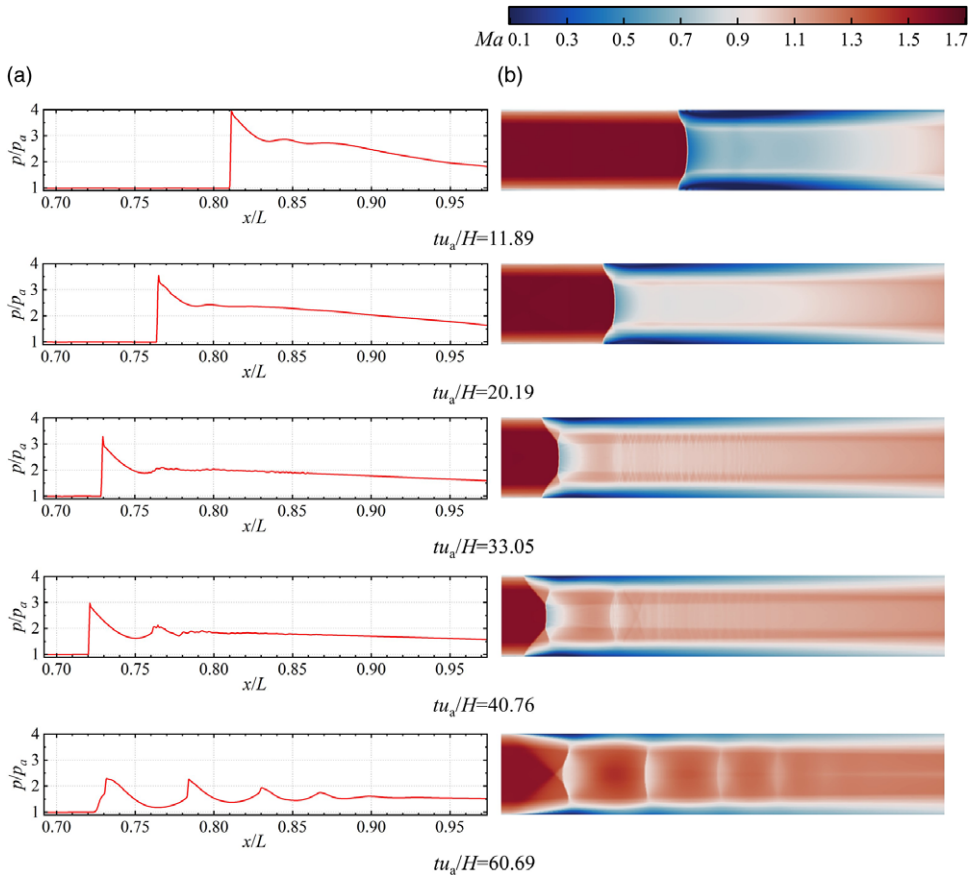 Ma 0.1 0.3 0.5 0.7 0.9 1.1 1.3 1.5 1.7
(a)
(b)
4
3
2
1
p/pₐ
0.70 0.75 0.80 0.85 0.90 0.95
x/L
tuₐ/H=11.89
4
3
2
1
p/pₐ
0.70 0.75 0.80 0.85 0.90 0.95
x/L
tuₐ/H=20.19
4
3
2
1
p/pₐ
0.70 0.75 0.80 0.85 0.90 0.95
x/L
tuₐ/H=33.05
4
3
2
1
p/pₐ
0.70 0.75 0.80 0.85 0.90 0.95
x/L
tuₐ/H=40.76
4
3
2
1
p/pₐ
0.70 0.75 0.80 0.85 0.90 0.95
x/L
tuₐ/H=60.69